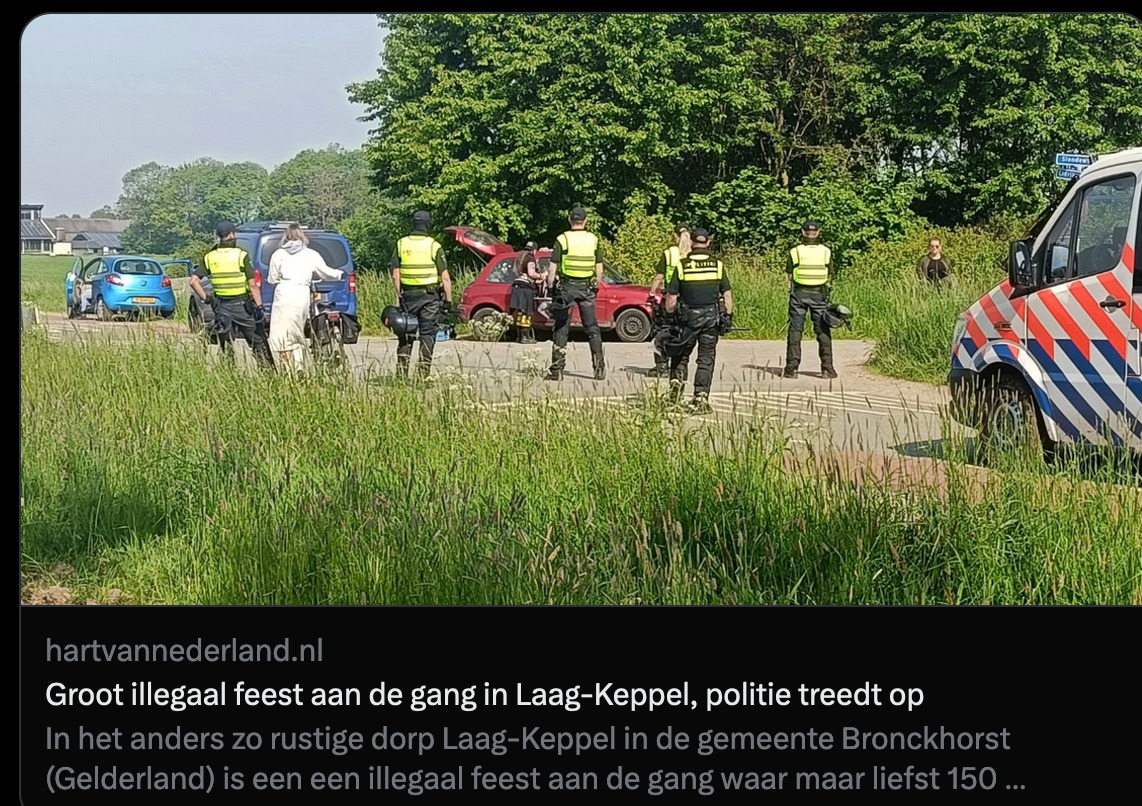 POLITIE
hartvannederland.nl
Groot illegaal feest aan de gang in Laag-Keppel, politie treedt op
In het anders zo rustige dorp Laag-Keppel in de gemeente Bronckhorst
(Gelderland) is een een illegaal feest aan de gang waar maar liefst 150 ...